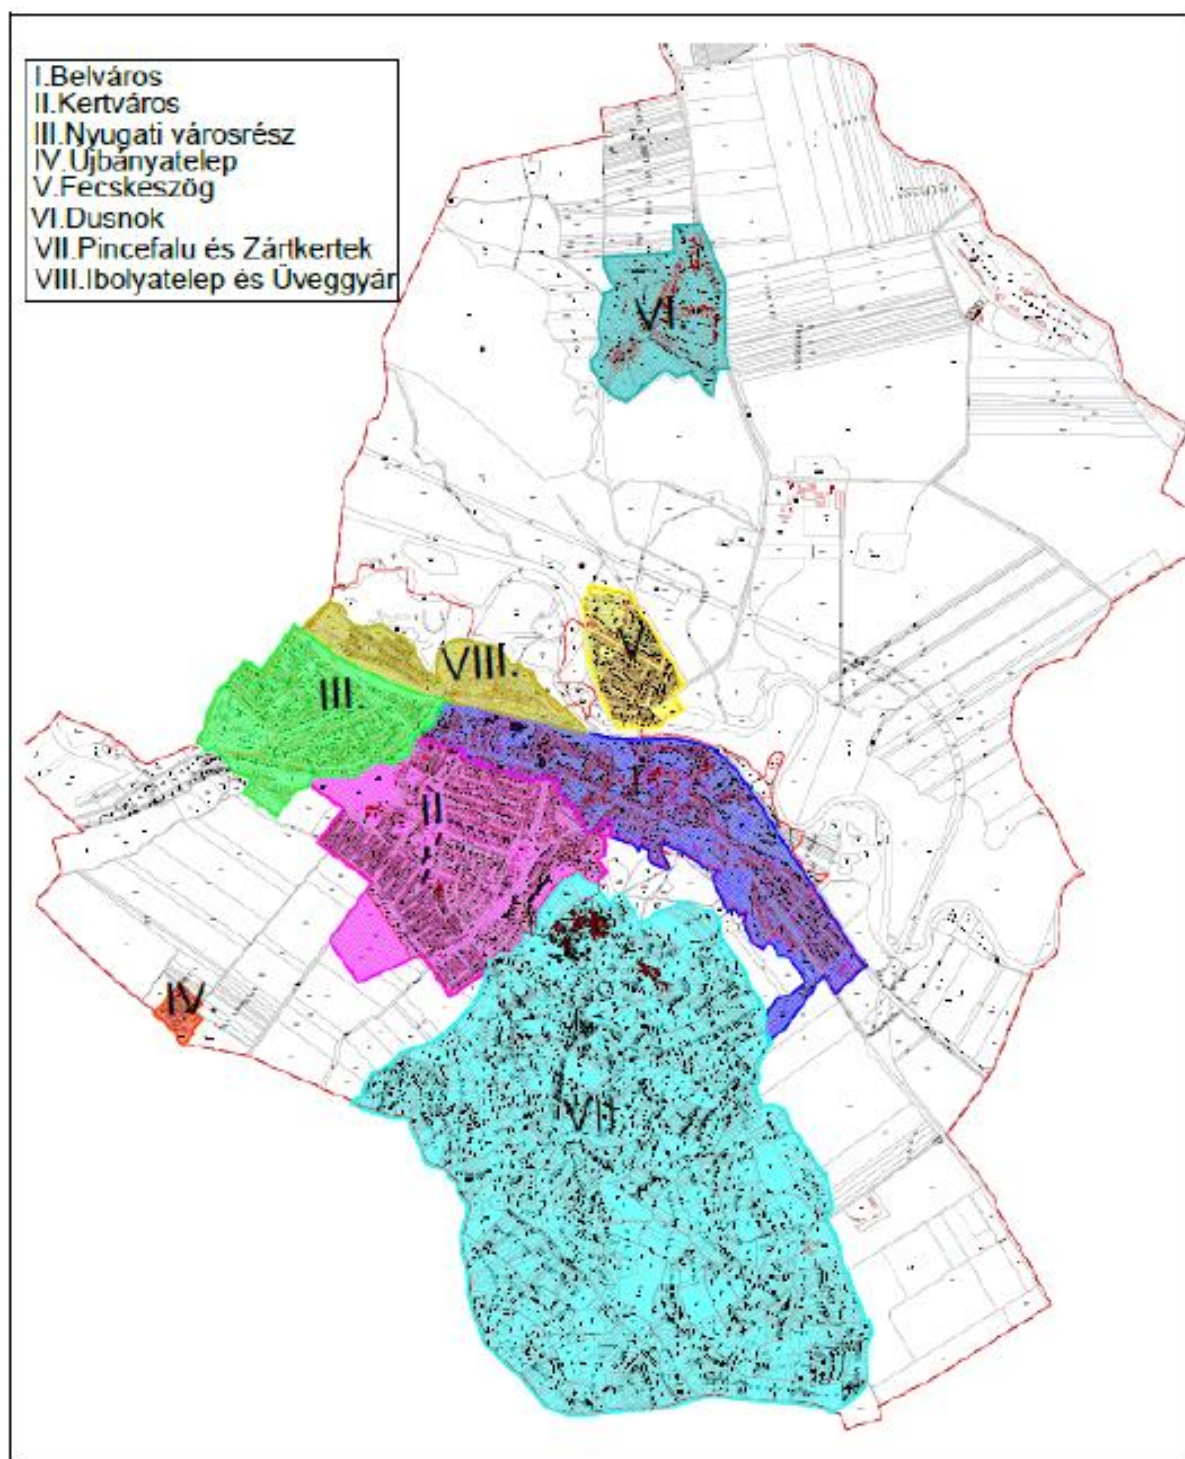 I.Belváros
II.Kertváros
III.Nyugati városrész
IV.Újbányatelep
V.Fecskeszög
VI.Dusnok
VII.Pincefalu és Zártkertek
VIII.Ibolyatelep és Üveggyár
VI.
V
VIII.
III.
I
II
IV
VII